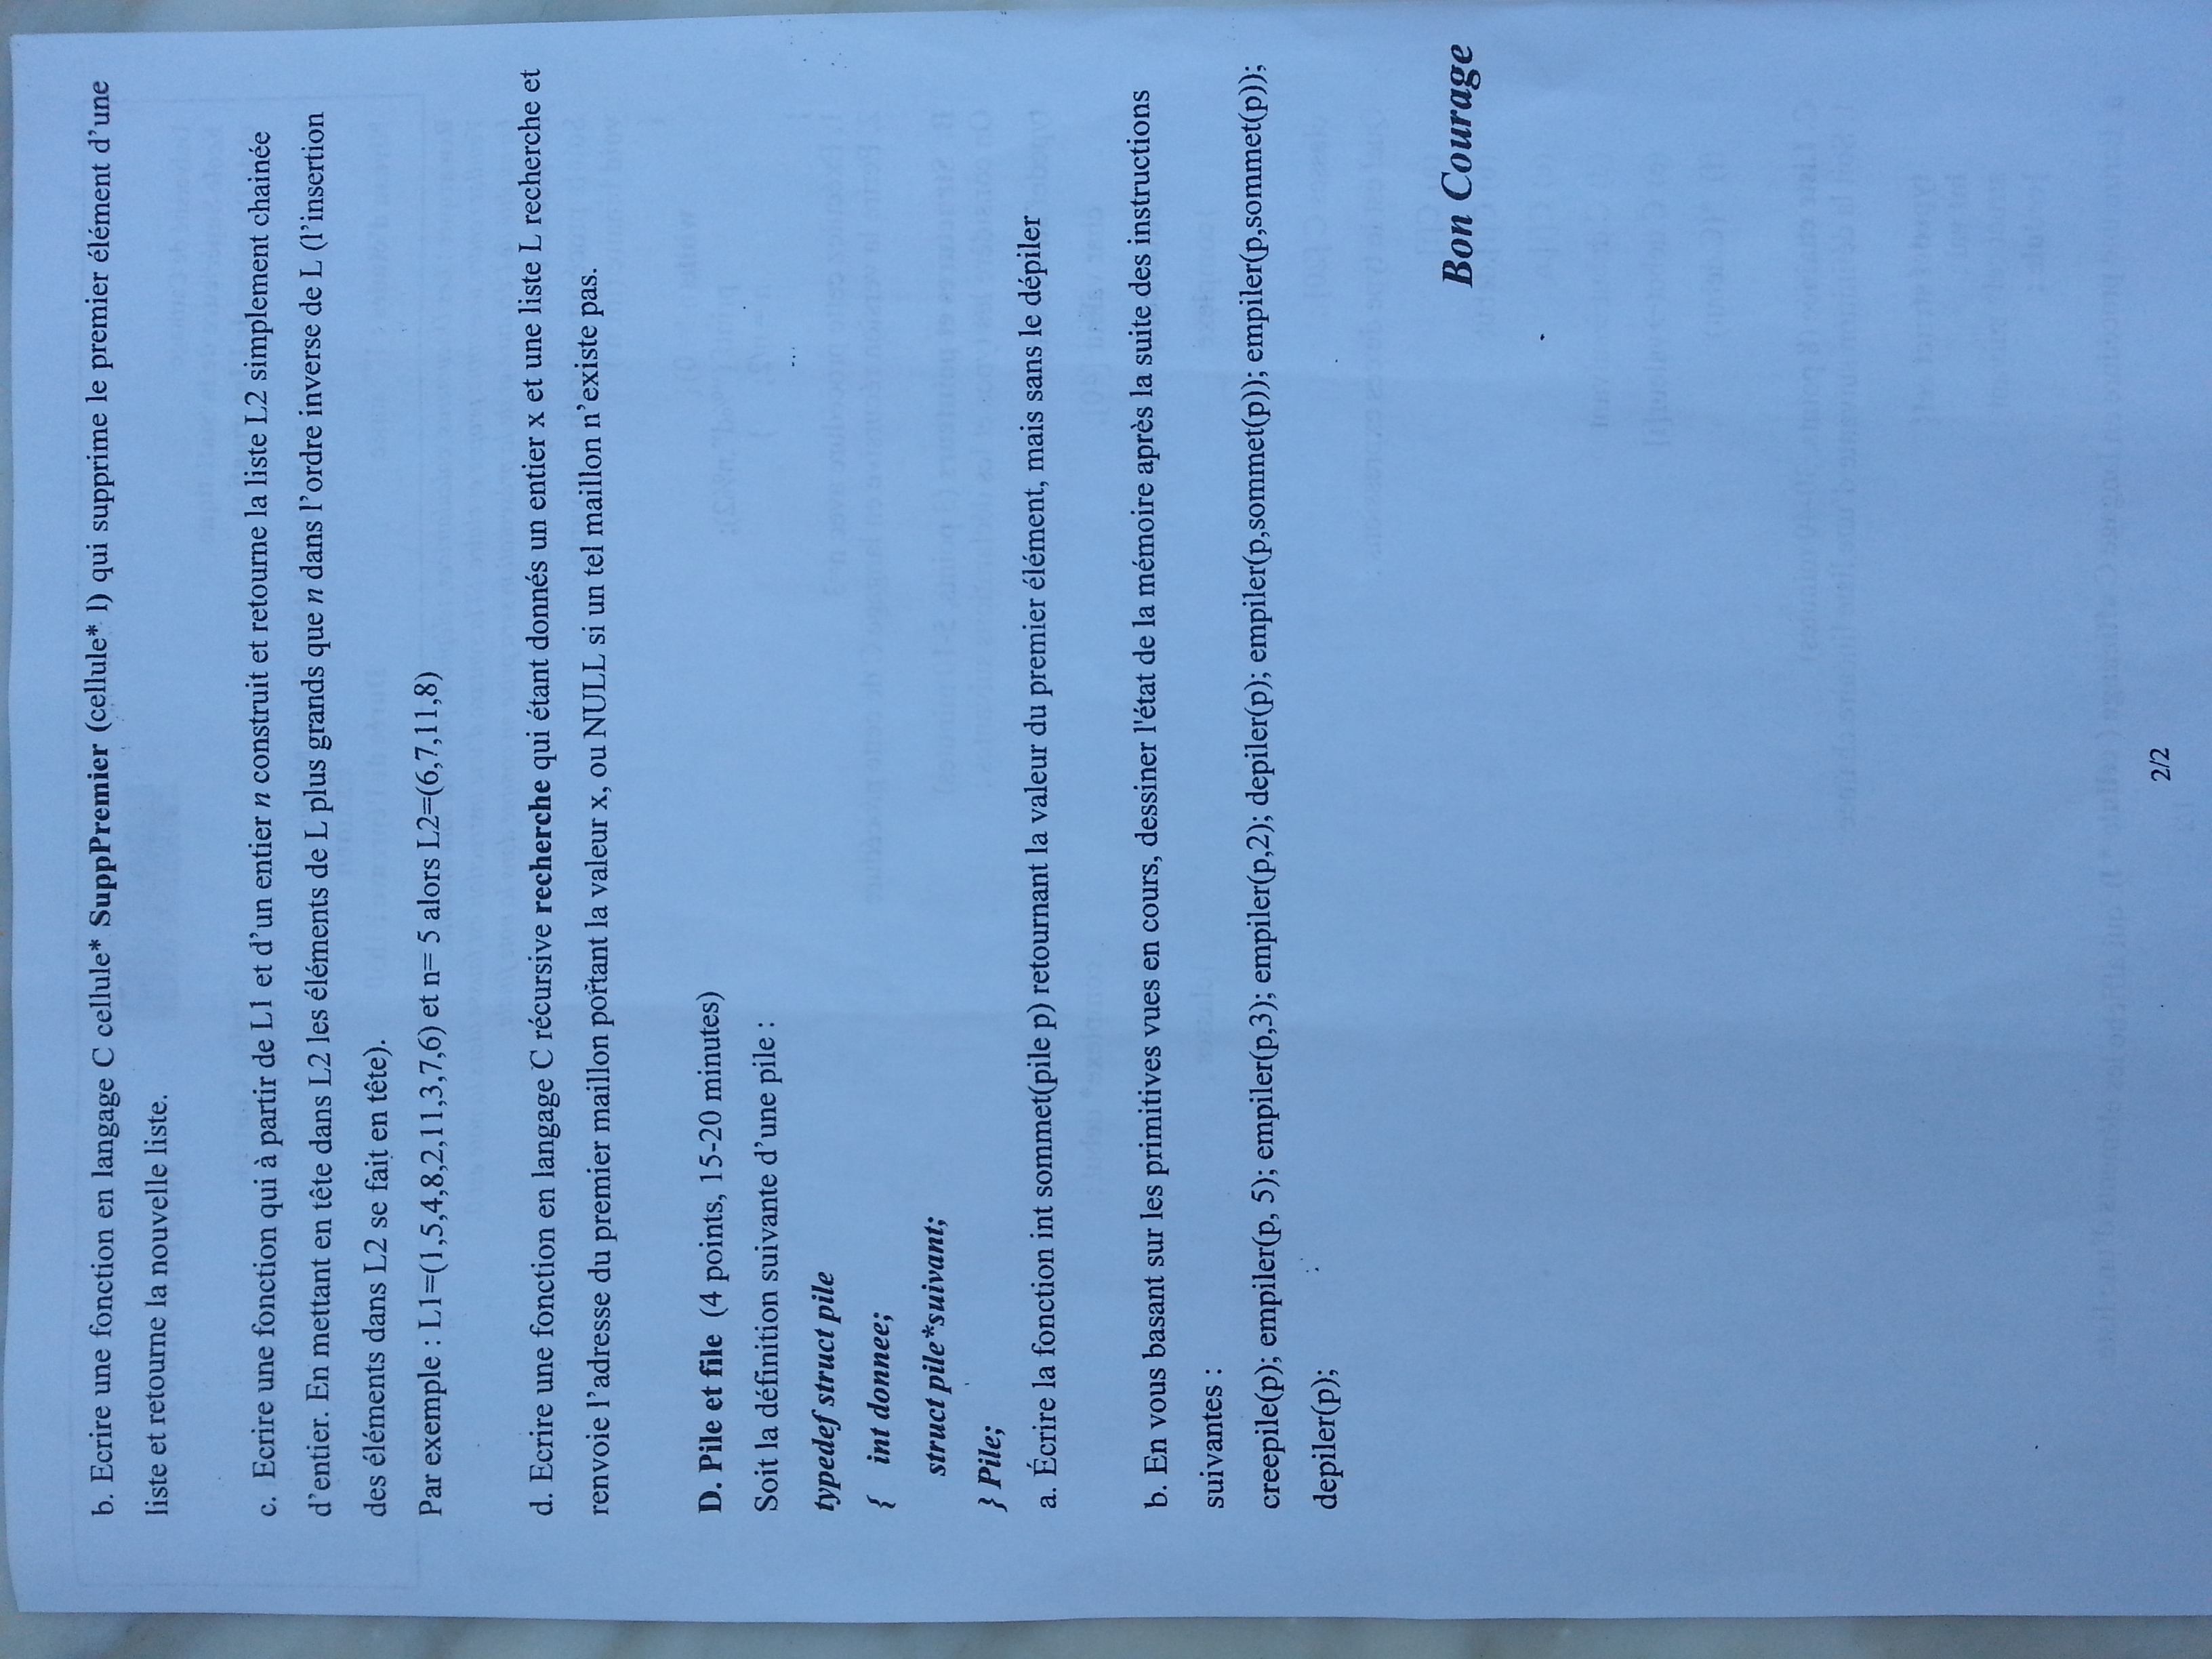 b. Ecrire une fonction en langage C cellule* SuppPremier (cellule* l) qui supprime le premier élément d'une
liste et retourne la nouvelle liste.
c. Ecrire une fonction qui à partir de L1 et d'un entier n construit et retourne la liste L2 simplement chainée
d'entier. En mettant en tête dans L2 les éléments de L plus grands que n dans l'ordre inverse de L (l'insertion
des éléments dans L2 se fait en tête).
Par exemple : L1=(1,5,4,8,2,11,3,7,6) et n= 5 alors L2=(6,7,11,8)
d. Ecrire une fonction en langage C récursive recherche qui étant donnés un entier x et une liste L recherche et
renvoie l'adresse du premier maillon portant la valeur x, ou NULL si un tel maillon n'existe pas.
D. Pile et file (4 points, 15-20 minutes)
Soit la définition suivante d'une pile :
typedef struct pile
{ int donnee;
struct pile*suivant;
} Pile;
a. Écrire la fonction int sommet(pile p) retournant la valeur du premier élément, mais sans le dépiler
b. En vous basant sur les primitives vues en cours, dessiner l'état de la mémoire après la suite des instructions
suivantes :
creepile(p); empiler(p, 5); empiler(p,3); empiler(p,2); depiler(p); empiler(p,sommet(p)); empiler(p,sommet(p));
depiler(p);
Bon Courage
2/2